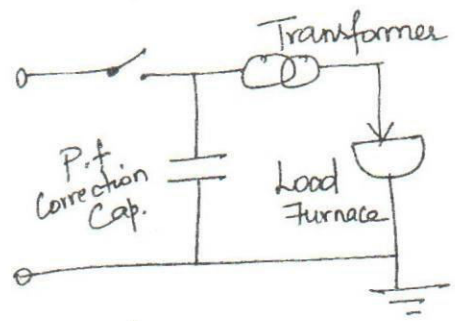 Transformer
P.f
Correction
Cap.
Load
Furnace